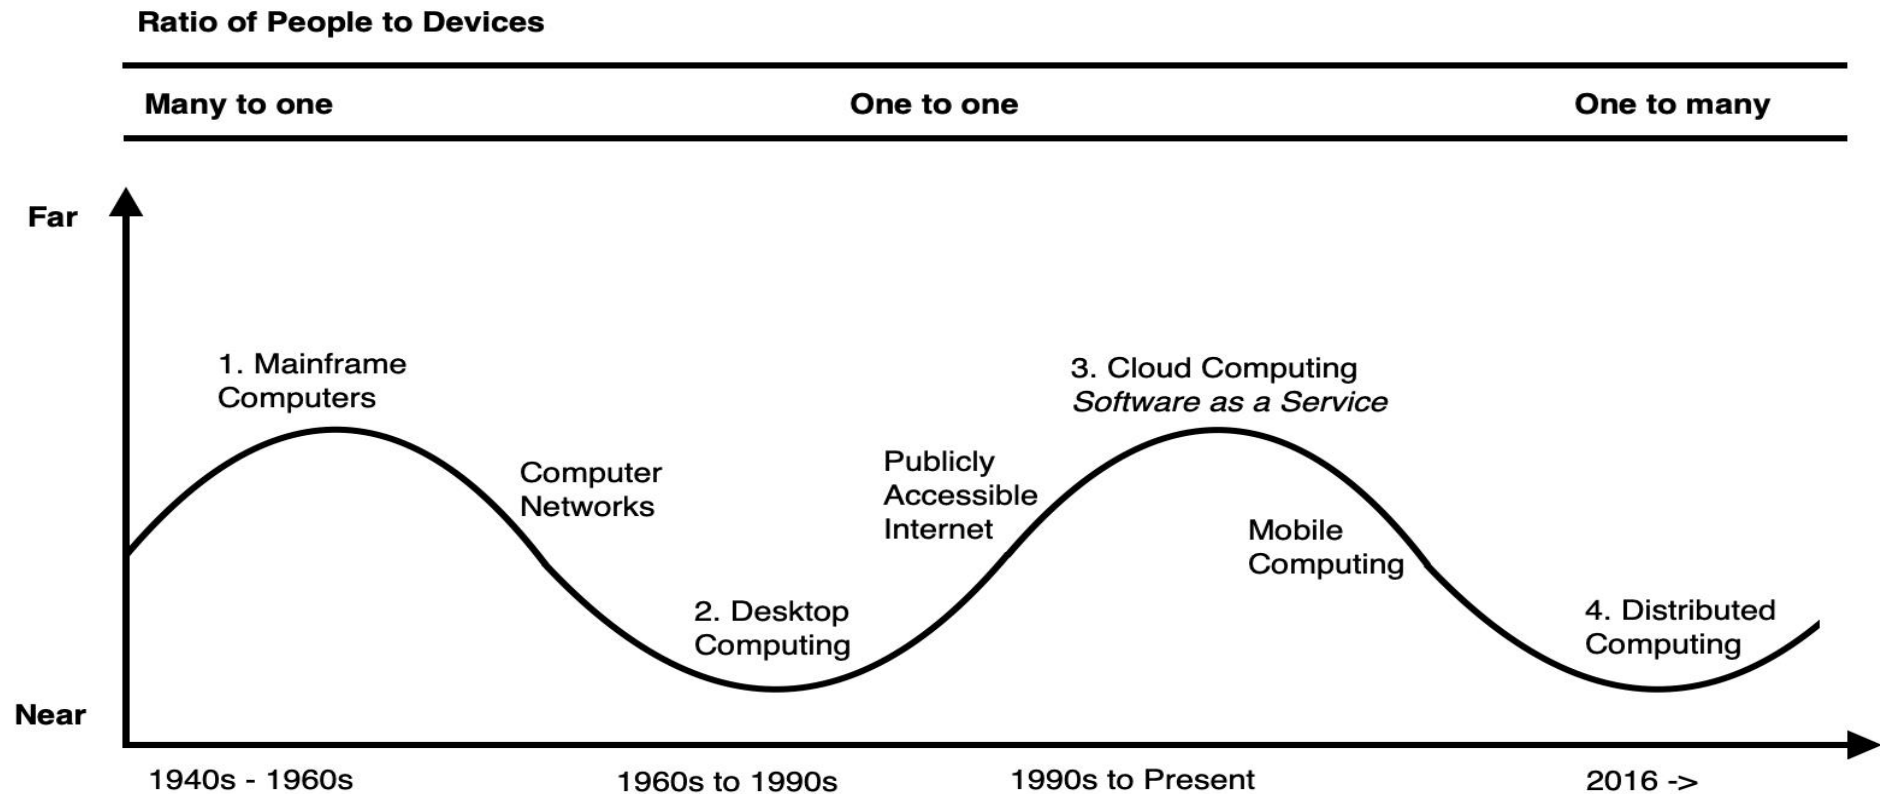 Ratio of People to Devices
Many to one
One to one
One to many
Far
1. Mainframe
Computers
Computer
Networks
2. Desktop
Computing
Publicly
Accessible
Internet
3. Cloud Computing
Software as a Service
Mobile
Computing
4. Distributed
Computing
Near
1940s - 1960s
1960s to 1990s
1990s to Present
2016 ->